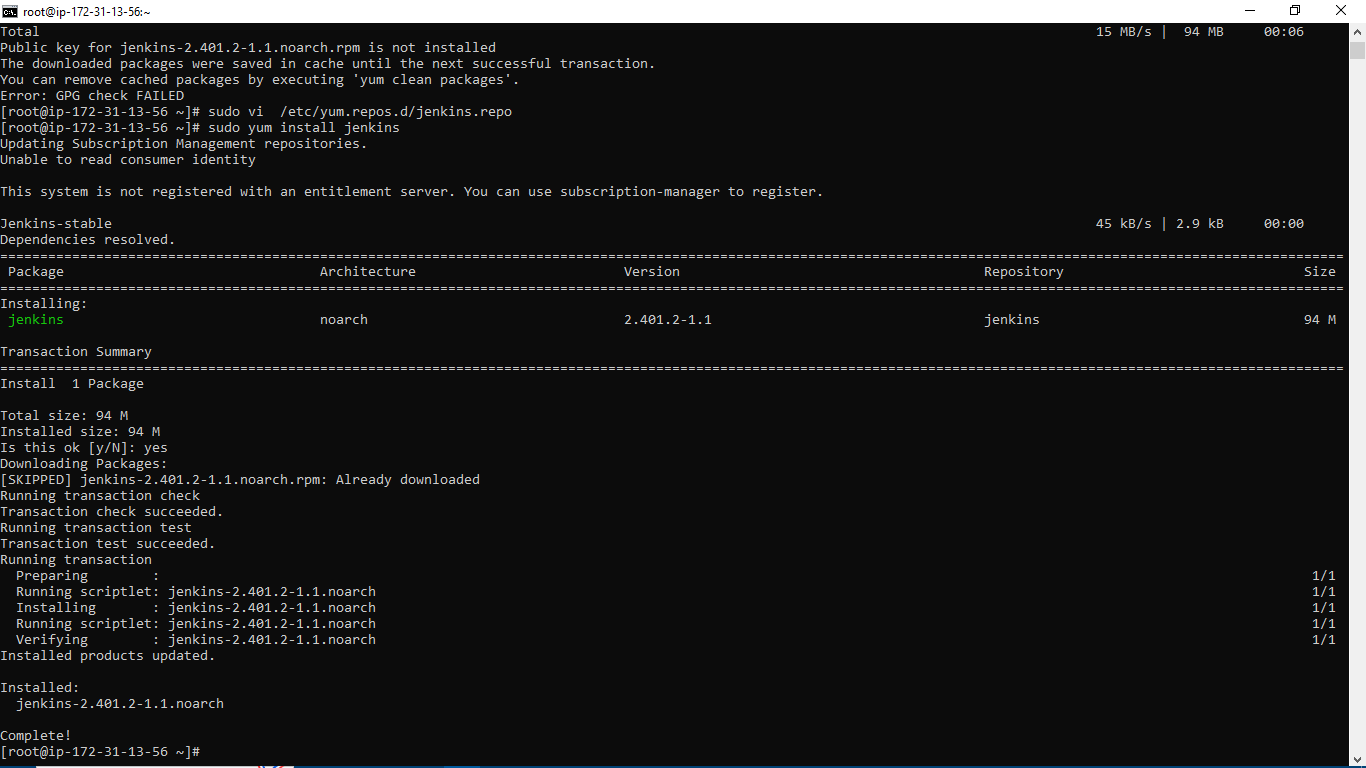 root@ip-172-31-13-56:~
Total 15 MB/s | 94 MB 00:06
Public key for jenkins-2.401.2-1.1.noarch.rpm is not installed
The downloaded packages were saved in cache until the next successful transaction.
You can remove cached packages by executing 'yum clean packages'.
Error: GPG check FAILED
[root@ip-172-31-13-56 ~]# sudo vi  /etc/yum.repos.d/jenkins.repo
[root@ip-172-31-13-56 ~]# sudo yum install jenkins
Updating Subscription Management repositories.
Unable to read consumer identity
This system is not registered with an entitlement server. You can use subscription-manager to register.
Jenkins-stable 45 kB/s | 2.9 kB 00:00
Dependencies resolved.
Package Architecture Version Repository Size
Installing:
jenkins noarch 2.401.2-1.1 jenkins 94 M
Transaction Summary
Install  1 Package
Total size: 94 M
Installed size: 94 M
Is this ok [y/N]: yes
Downloading Packages:
[SKIPPED] jenkins-2.401.2-1.1.noarch.rpm: Already downloaded
Running transaction check
Transaction check succeeded.
Running transaction test
Transaction test succeeded.
Running transaction
Preparing : 1/1
Running scriptlet: jenkins-2.401.2-1.1.noarch 1/1
Installing : jenkins-2.401.2-1.1.noarch 1/1
Running scriptlet: jenkins-2.401.2-1.1.noarch 1/1
Verifying : jenkins-2.401.2-1.1.noarch 1/1
Installed products updated.
Installed:
jenkins-2.401.2-1.1.noarch
Complete!
[root@ip-172-31-13-56 ~]#